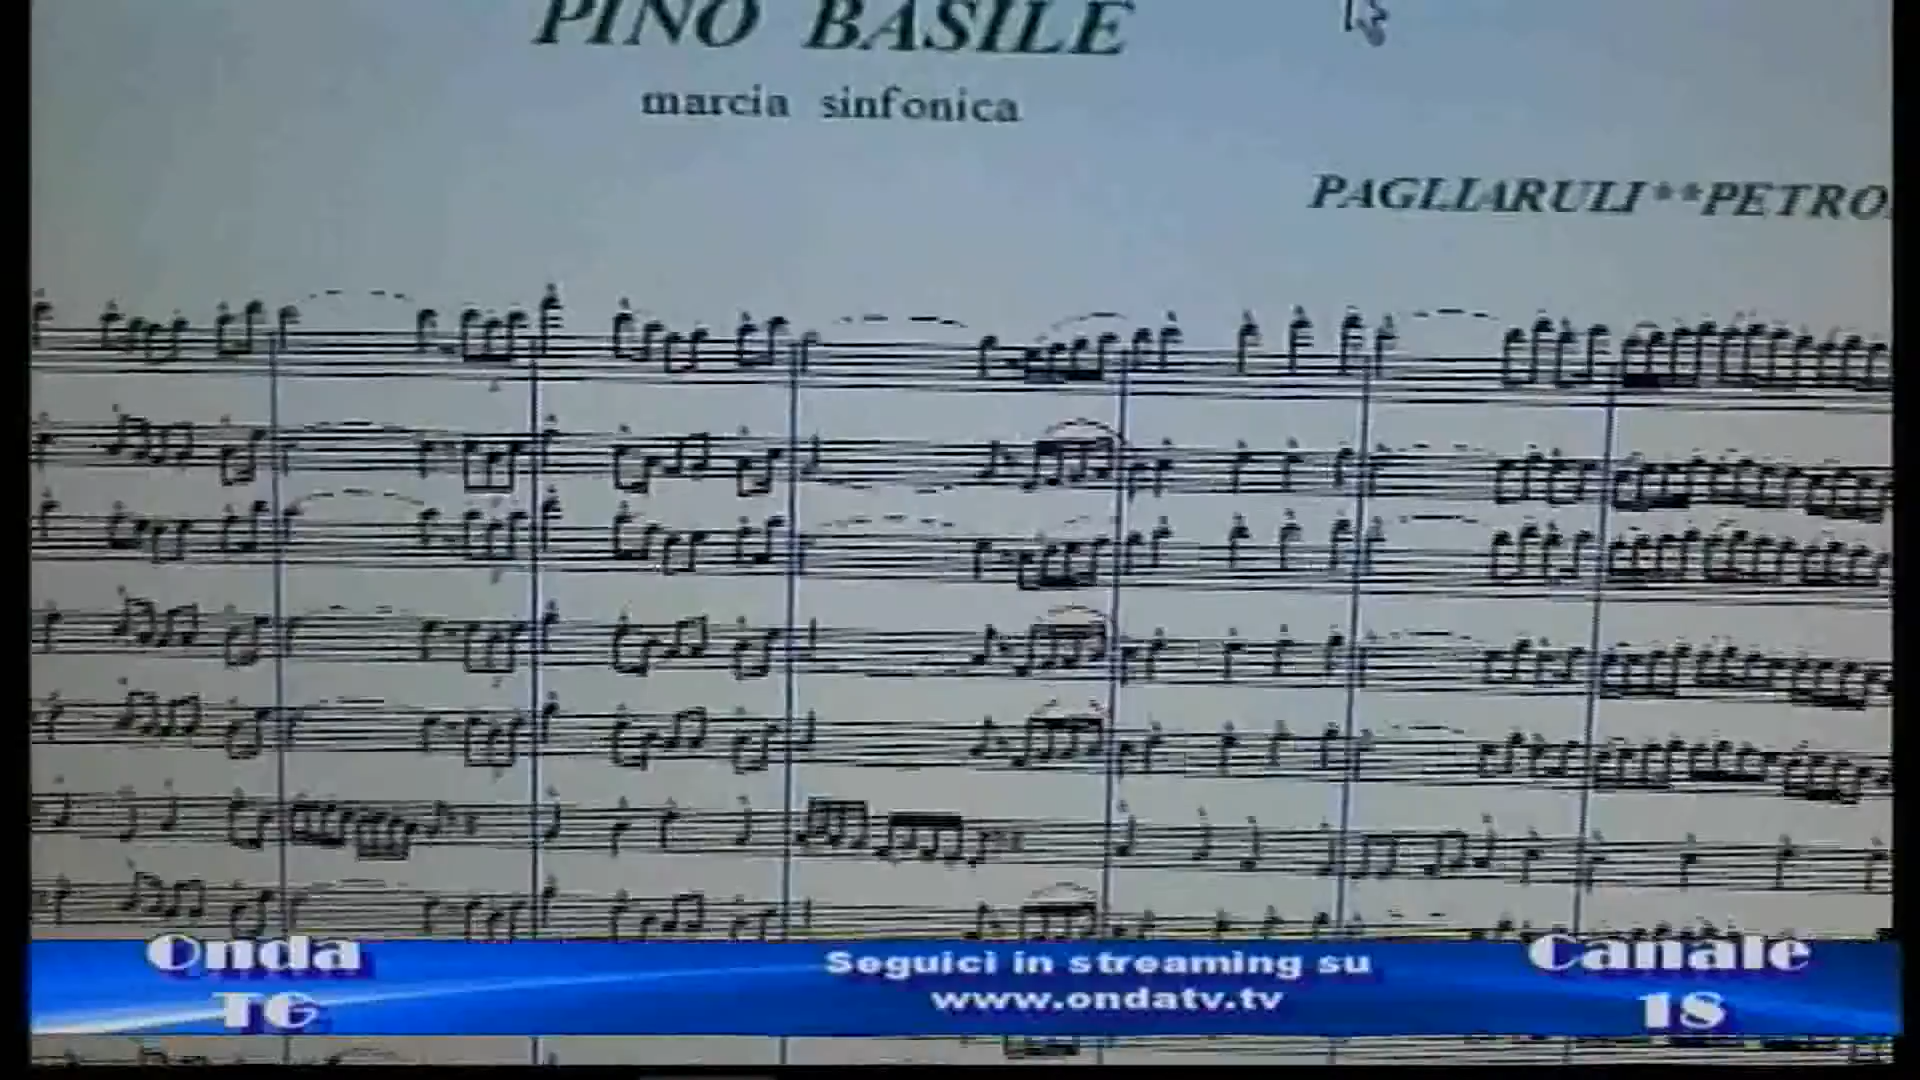 PINO BASILE
marcia sinfonica
PAGLIARULI**PETRO
Onda
TG
Seguici in streaming su
www.ondatv.tv
Canale
18